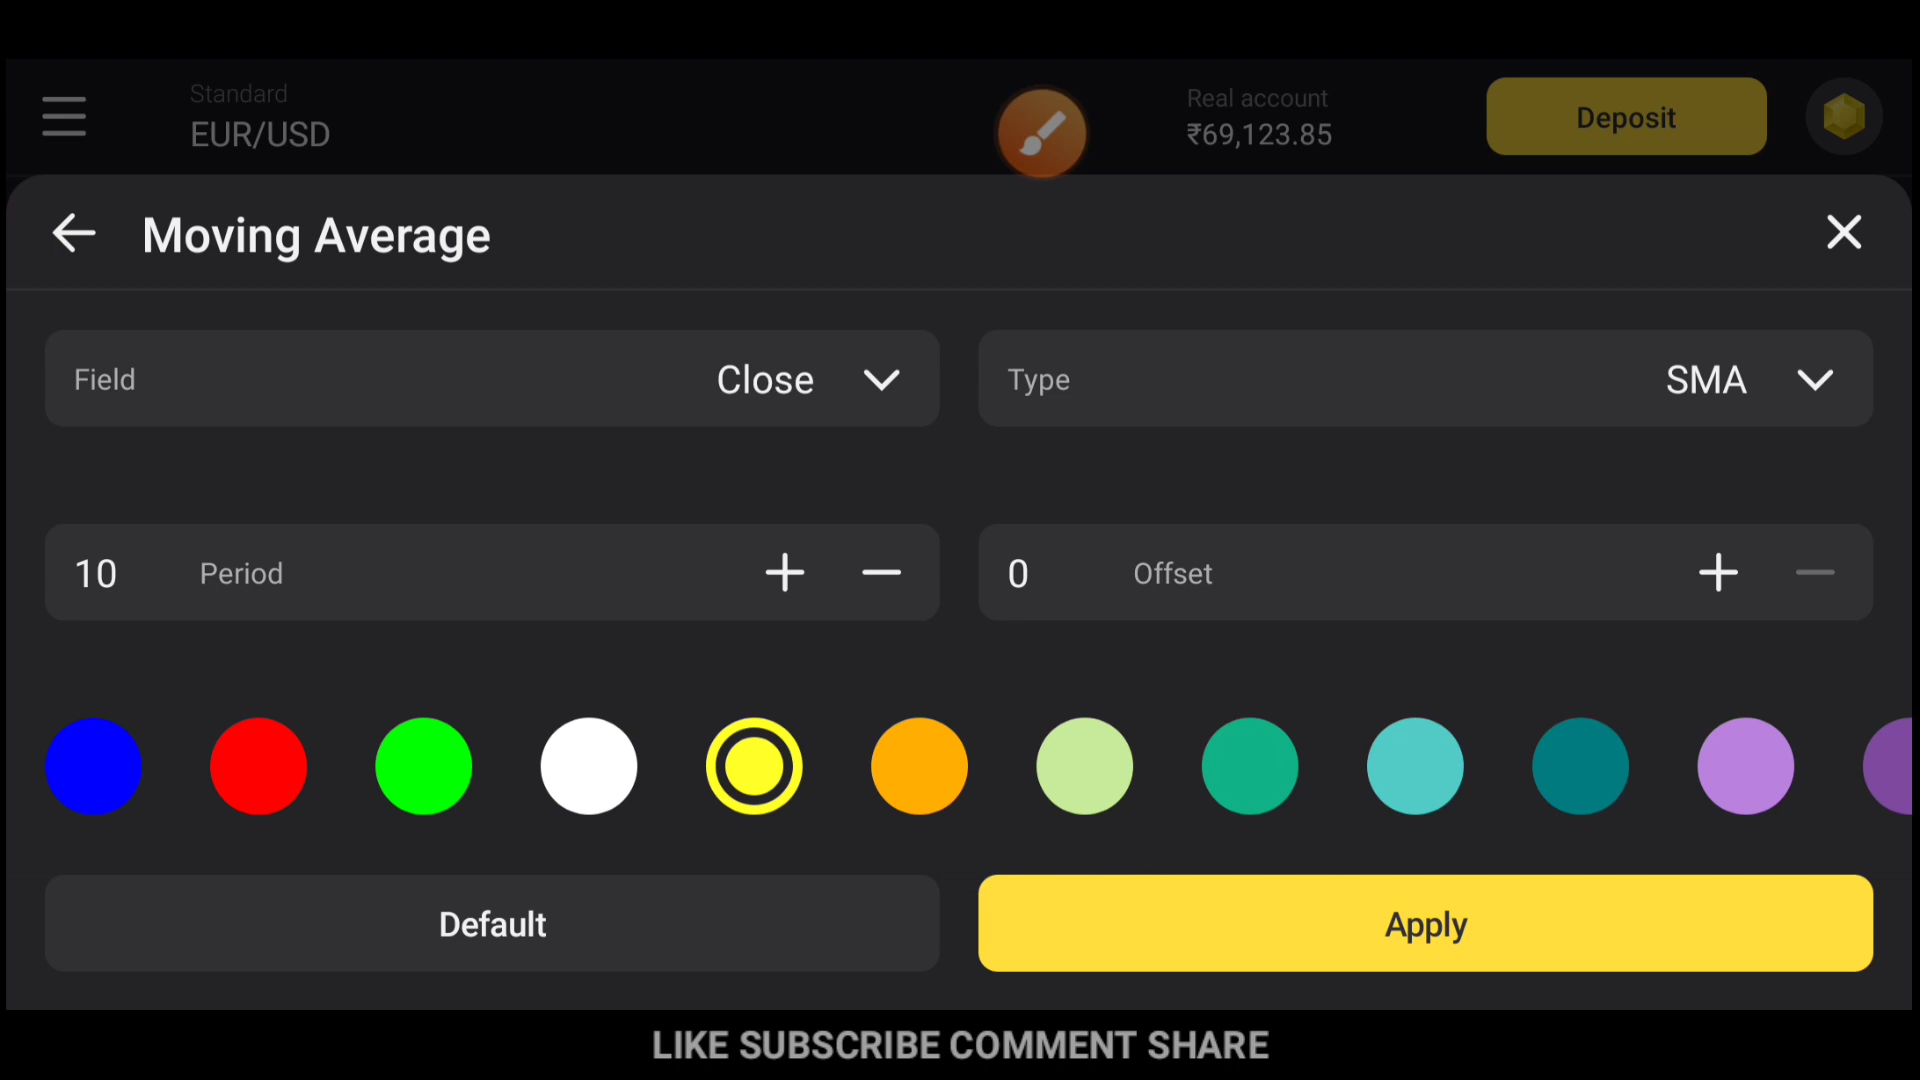 Standard
EUR/USD
Real account
₹69,123.85
Deposit
Moving Average
Field
Close
Type
SMA
10
Period
0
Offset
Default
Apply
LIKE SUBSCRIBE COMMENT SHARE